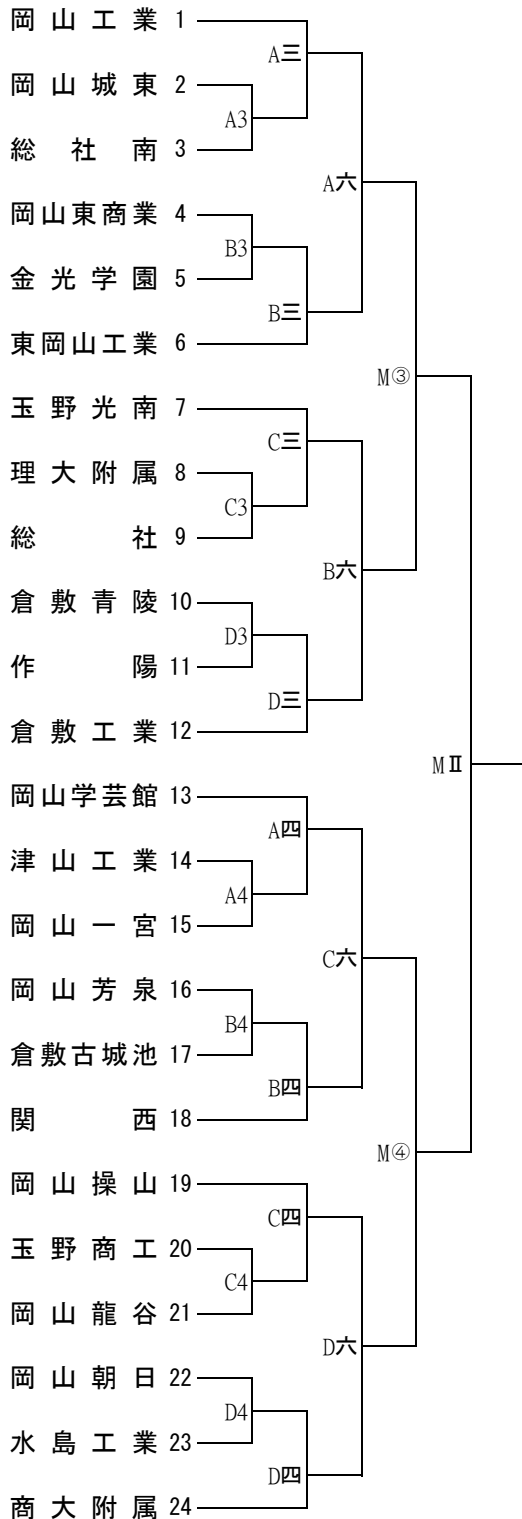 岡山工業 1
A三
岡山城東 2
A3
総社南 3
A六
岡山東商業 4
B3
金光学園 5
B三
東岡山工業 6
M③
玉野光南 7
C三
理大附属 8
C3
総社 9
B六
倉敷青陵 10
D3
作陽 11
D三
倉敷工業 12
MⅡ
岡山学芸館 13
A四
津山工業 14
A4
岡山一宮 15
C六
岡山芳泉 16
B4
倉敷古城池 17
B四
関西 18
M④
岡山操山 19
C四
玉野商工 20
C4
岡山龍谷 21
D六
岡山朝日 22
D4
水島工業 23
D四
商大附属 24